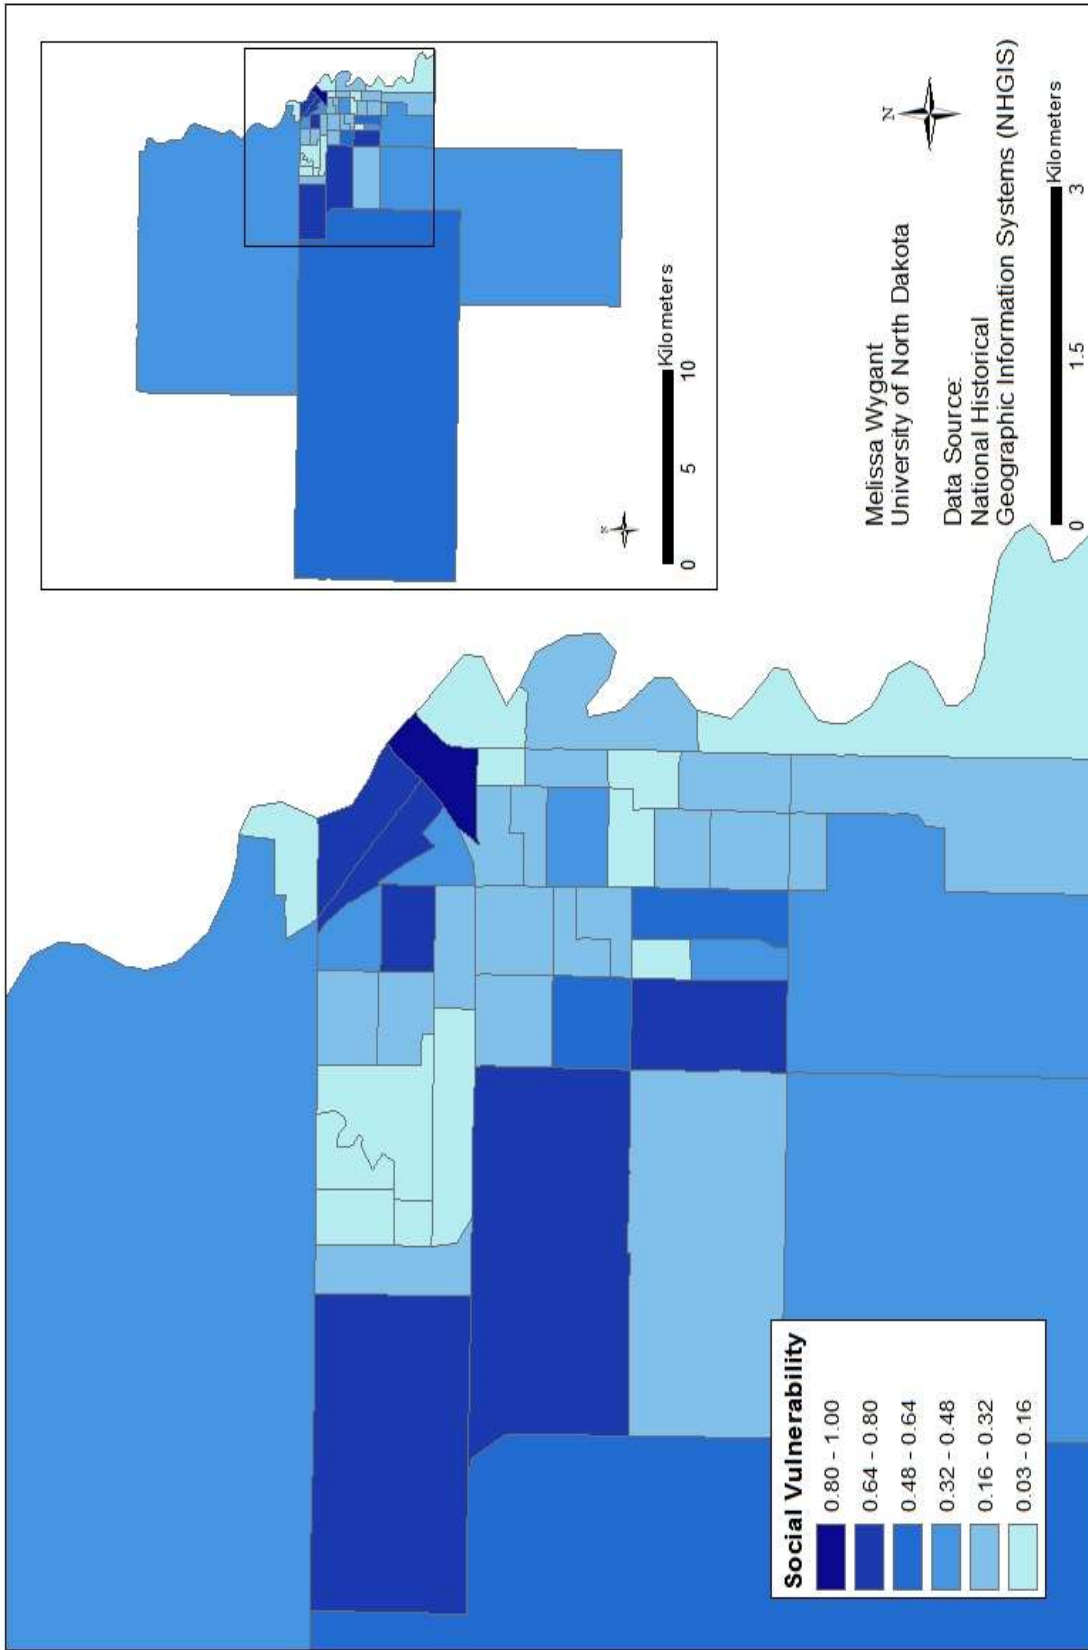 N
0 5 10 Kilometers
N
Melissa Wygant
University of North Dakota
Data Source:
National Historical
Geographic Information Systems (NHGIS)
0 1.5 3 Kilometers
Social Vulnerability
0.80 - 1.00
0.64 - 0.80
0.48 - 0.64
0.32 - 0.48
0.16 - 0.32
0.03 - 0.16